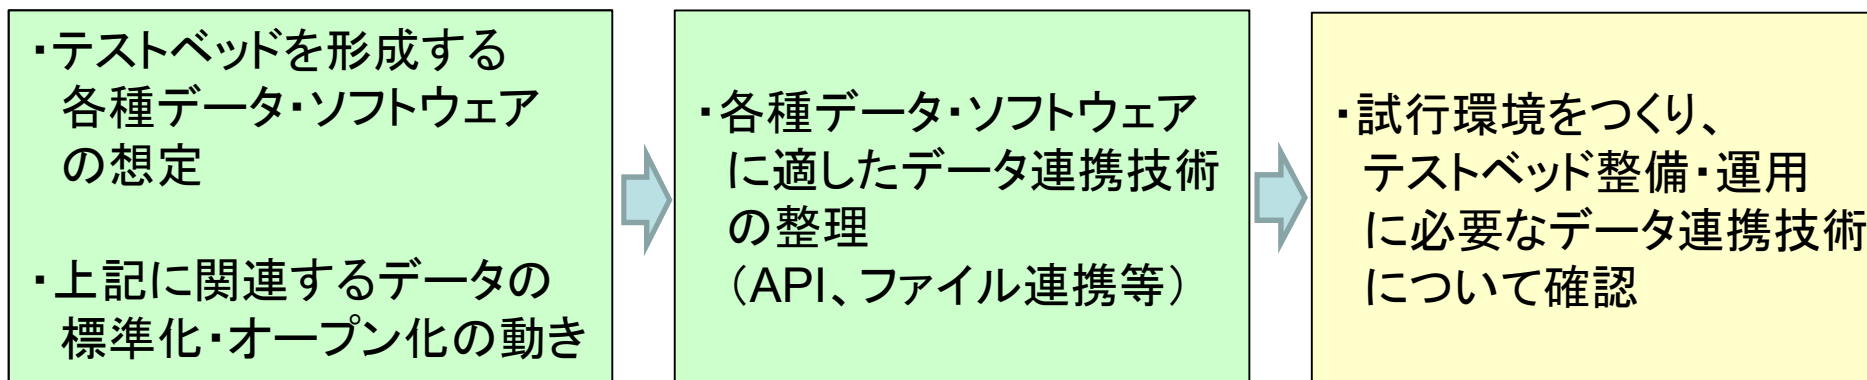 ・テストベッドを形成する
各種データ・ソフトウェア
の想定
・上記に関連するデータの
標準化・オープン化の動き
・各種データ・ソフトウェア
に適したデータ連携技術
の整理
（API、ファイル連携等）
・試行環境をつくり、
テストベッド整備・運用
に必要なデータ連携技術
について確認